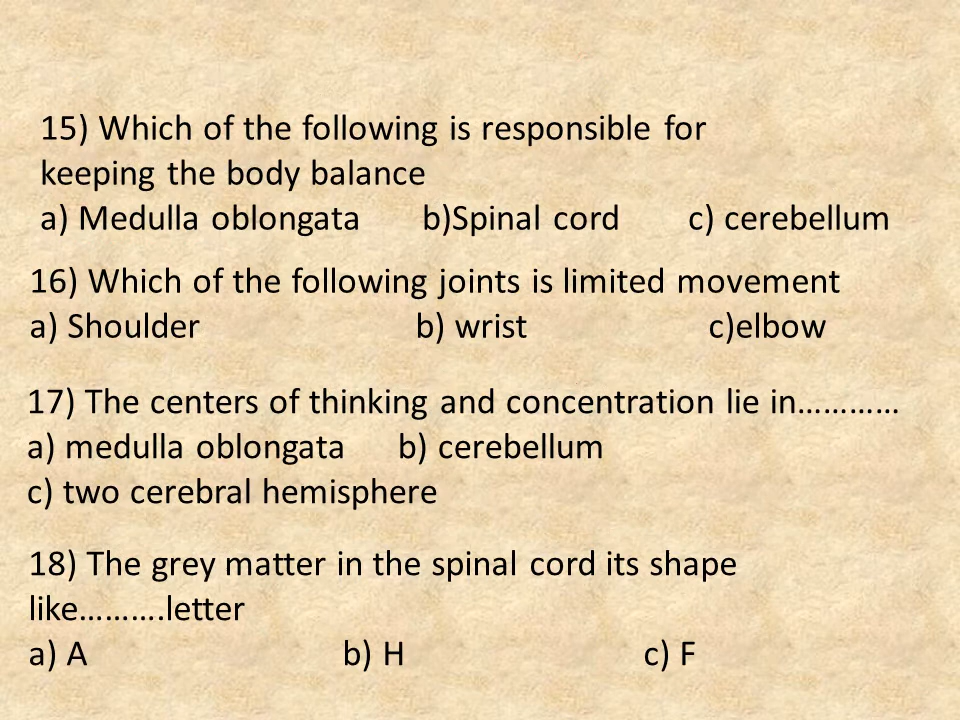 15) Which of the following is responsible for
keeping the body balance
a) Medulla oblongata b)Spinal cord c) cerebellum
16) Which of the following joints is limited movement
a) Shoulder b) wrist c)elbow
17) The centers of thinking and concentration lie in…………
a) medulla oblongata b) cerebellum
c) two cerebral hemisphere
18) The grey matter in the spinal cord its shape
like……….letter
a) A b) H c) F